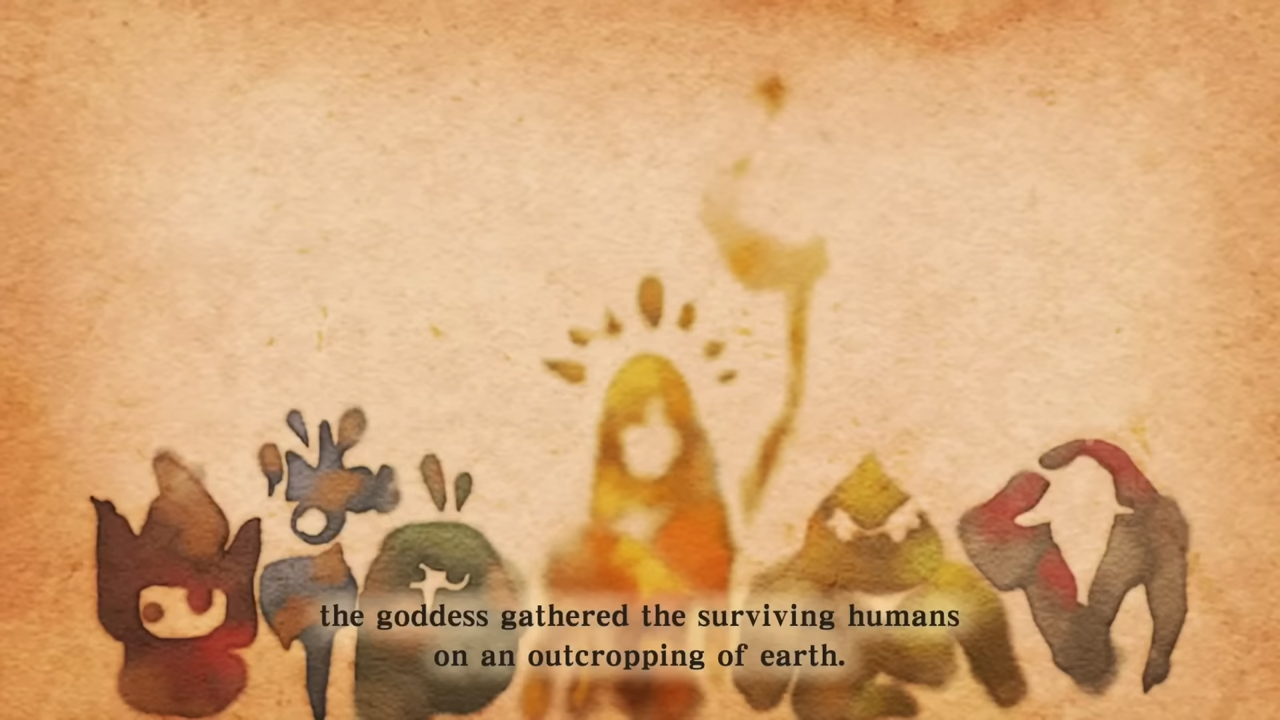 the goddess gathered the surviving humans
on an outcropping of earth.